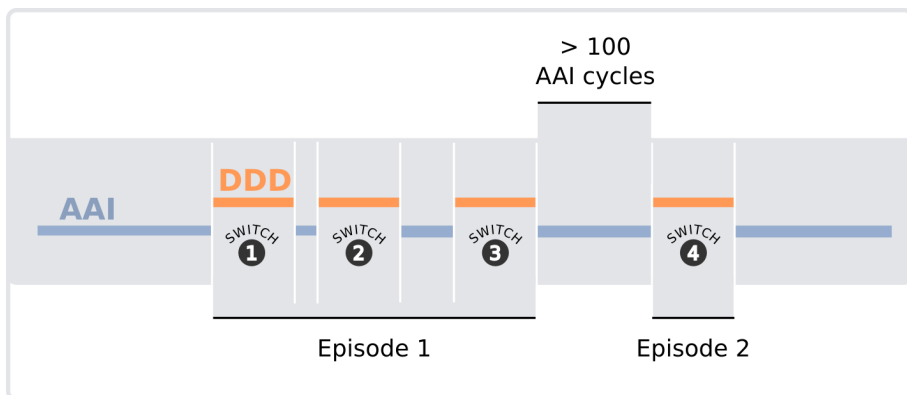 > 100
AAI cycles
DDD
AAI
SWITCH
1
SWITCH
2
SWITCH
3
SWITCH
4
Episode 1
Episode 2